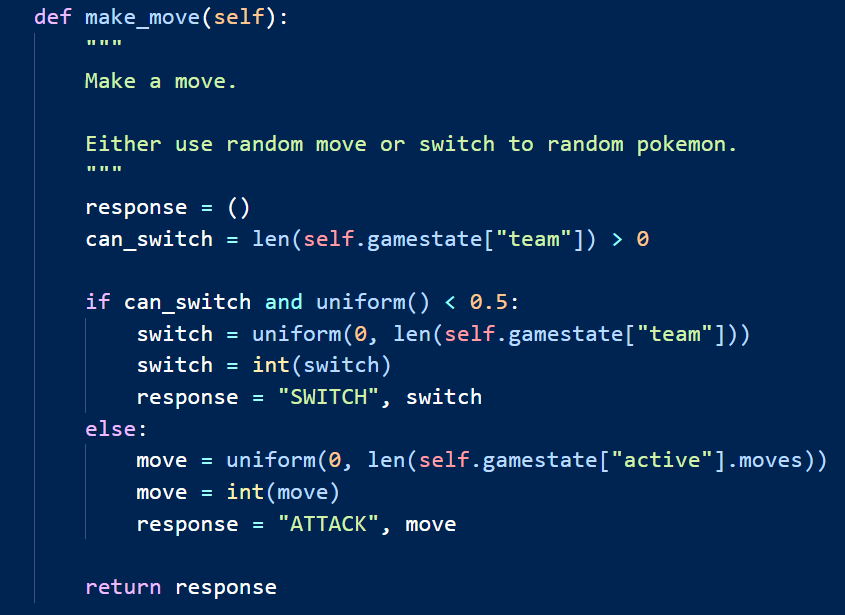 def make_move(self):
    """
    Make a move.

    Either use random move or switch to random pokemon.
    """
    response = ()
    can_switch = len(self.gamestate["team"]) > 0

    if can_switch and uniform() < 0.5:
        switch = uniform(0, len(self.gamestate["team"]))
        switch = int(switch)
        response = "SWITCH", switch
    else:
        move = uniform(0, len(self.gamestate["active"].moves))
        move = int(move)
        response = "ATTACK", move

    return response